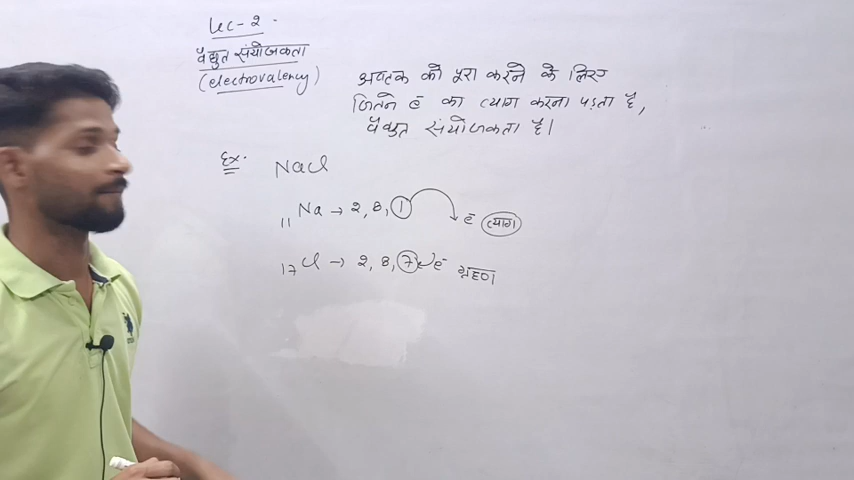 Lec-2.
वैद्युत संयोजकता
(electrovalency)
अष्टक को पूरा करने के लिए
जितने e⁻ का त्याग करना पड़ता है,
वैद्युत संयोजकता है।
Ex. NaCl
₁₁Na → 2, 8, 1 e⁻ त्याग
₁₇Cl → 2, 8, 7 e⁻ ग्रहण